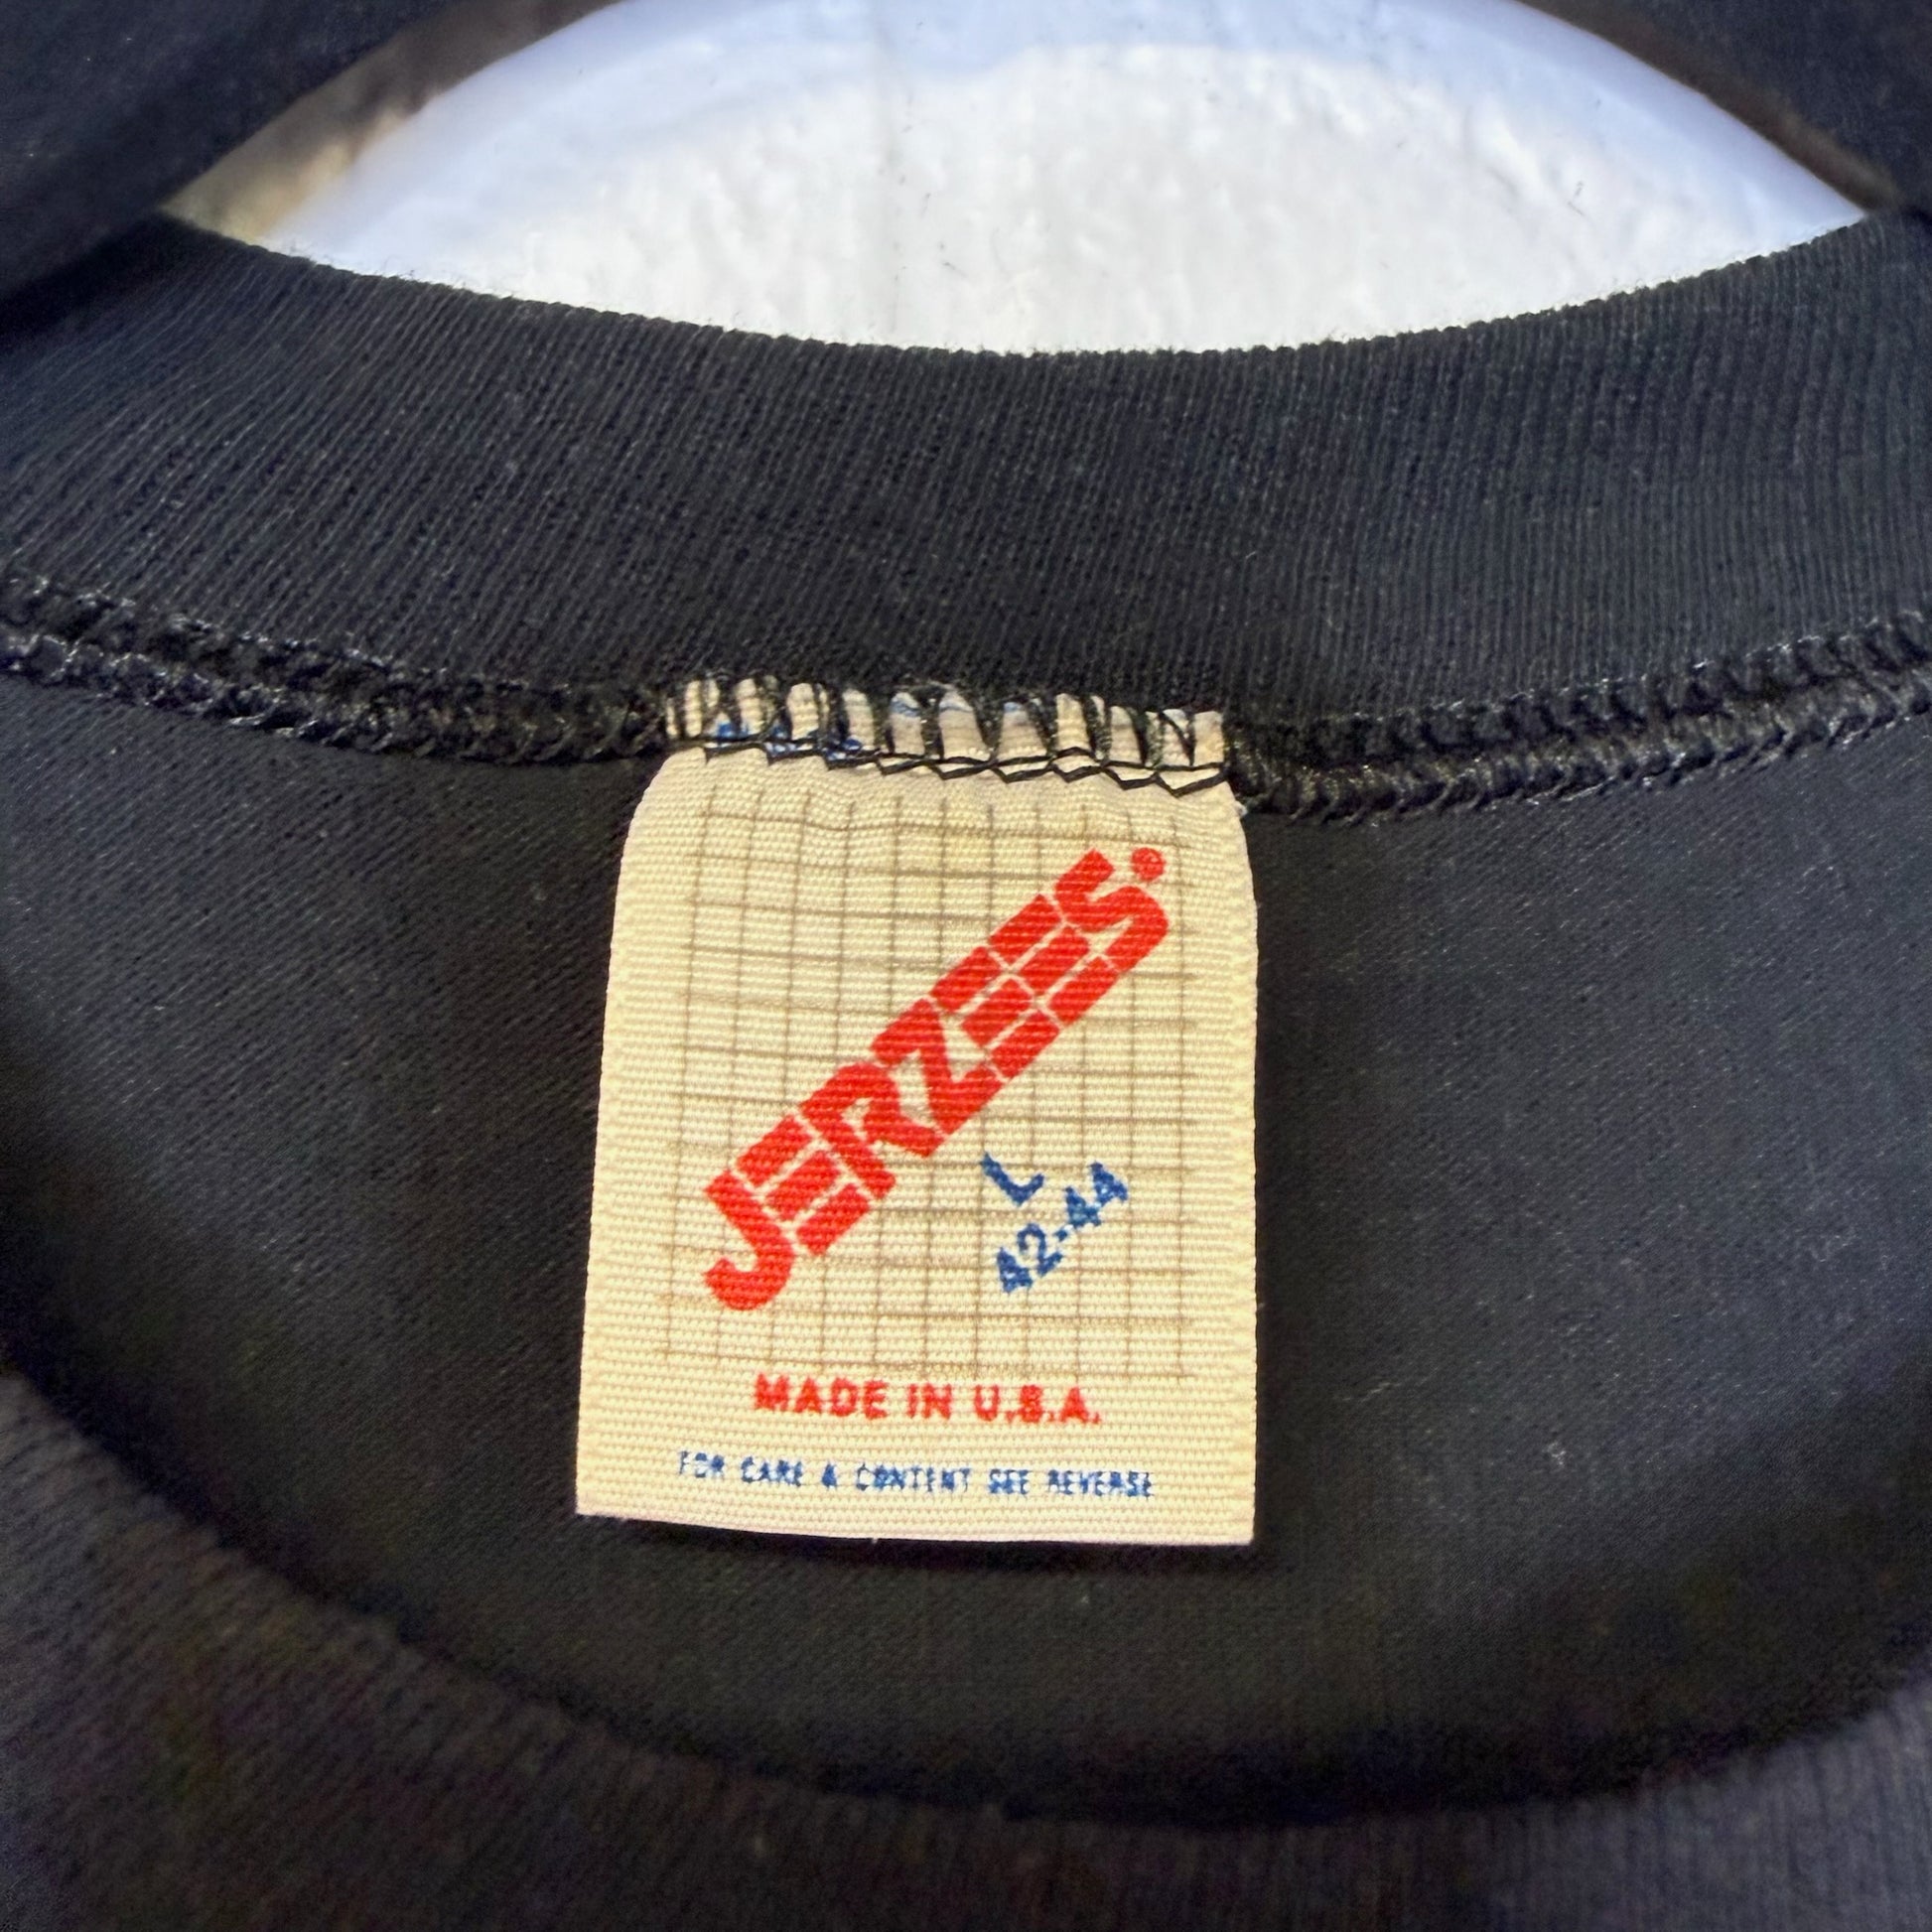 JERZEES
L
42-44
MADE IN U.S.A.
FOR CARE & CONTENT SEE REVERSE